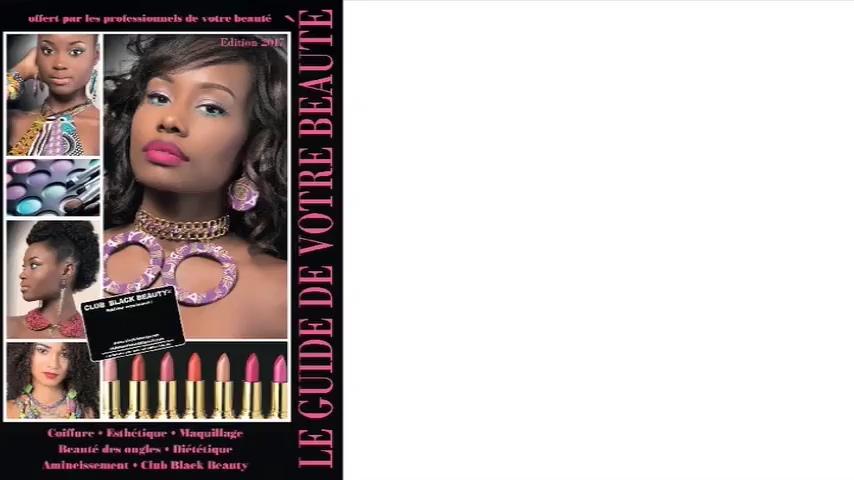 offert par les professionnels de votre beauté
Edition 2017
LE GUIDE DE VOTRE BEAUTÉ
CLUB BLACK BEAUTY
Coiffure • Esthétique • Maquillage
Beauté des ongles • Diététique
Amincissement • Club Black Beauty